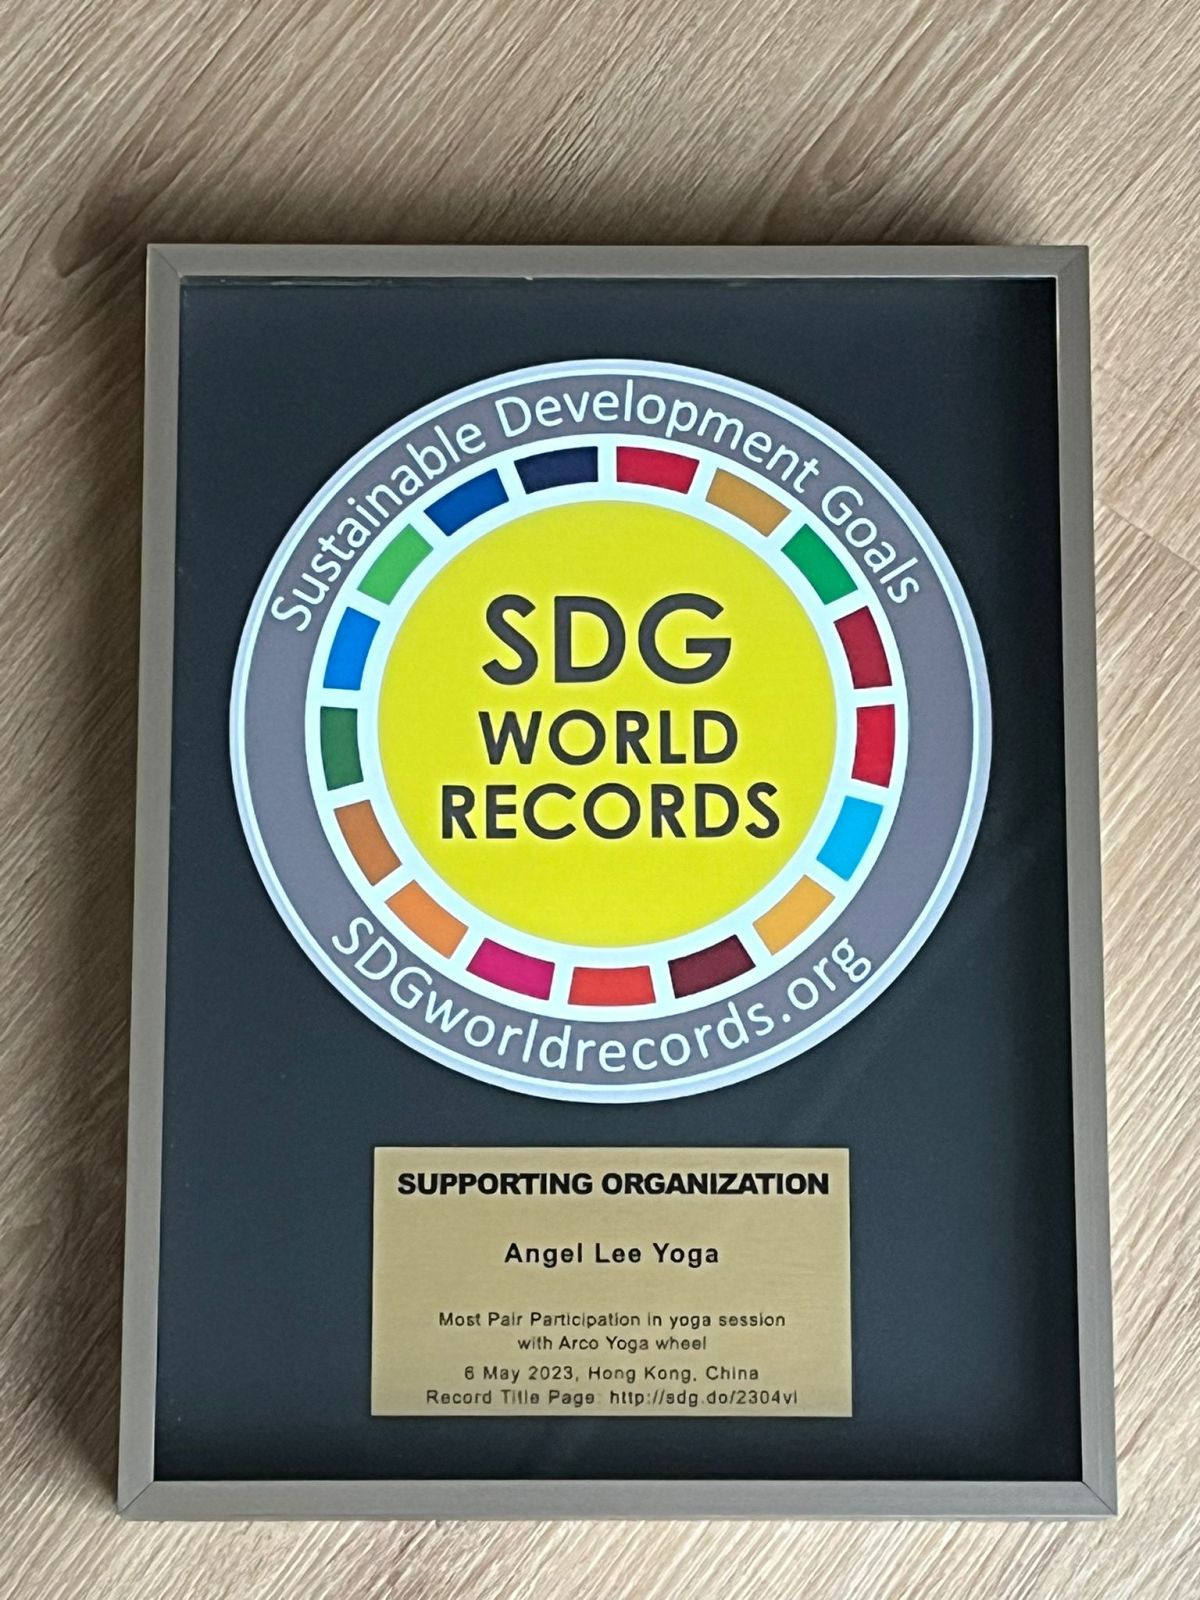 Sustainable Development Goals
SDG
WORLD
RECORDS
SDGworldrecords.org
SUPPORTING ORGANIZATION
Angel Lee Yoga
Most Pair Participation in yoga session
with Arco Yoga wheel
6 May 2023, Hong Kong, China
Record Title Page: http://sdg.do/2304vi